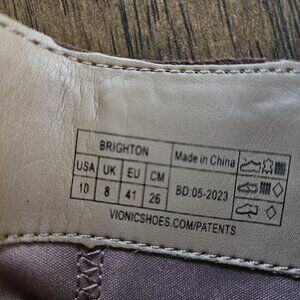 BRIGHTON
Made in China
USA UK EU CM
10 8 41 26
BD:05-2023
VIONICSHOES.COM/PATENTS